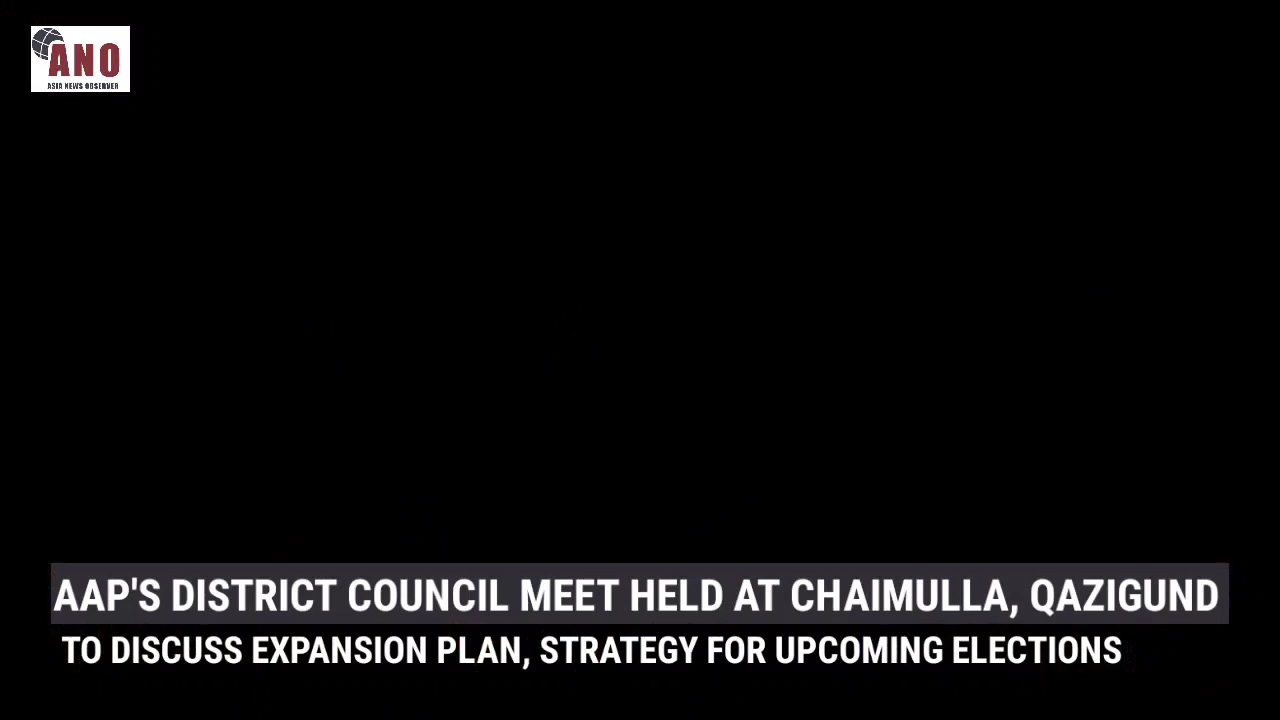 ANO
ASIA NEWS OBSERVER
AAP'S DISTRICT COUNCIL MEET HELD AT CHAIMULLA, QAZIGUND
TO DISCUSS EXPANSION PLAN, STRATEGY FOR UPCOMING ELECTIONS